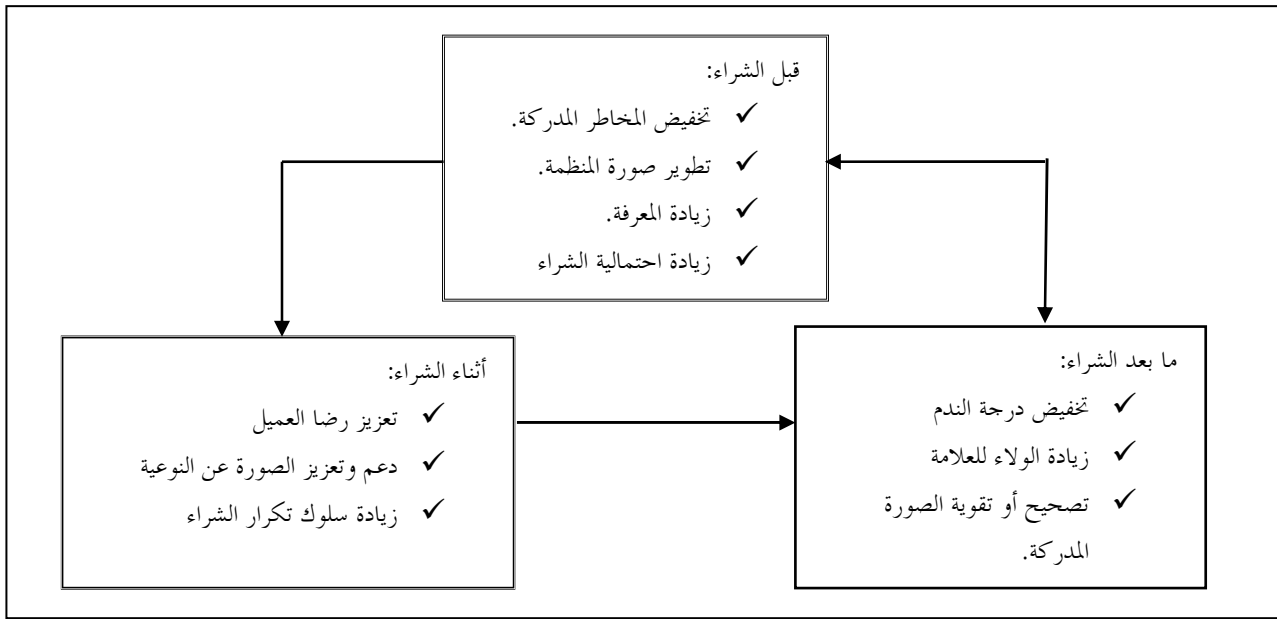 قبل الشراء:
✓ تخفيض المخاطر المدركة.
✓ تطوير صورة المنظمة.
✓ زيادة المعرفة.
✓ زيادة احتمالية الشراء
ما بعد الشراء:
✓ تخفيض درجة الندم
✓ زيادة الولاء للعلامة
✓ تصحيح أو تقوية الصورة
المدركة.
أثناء الشراء:
✓ تعزيز رضا العميل
✓ دعم وتعزيز الصورة عن النوعية
✓ زيادة سلوك تكرار الشراء